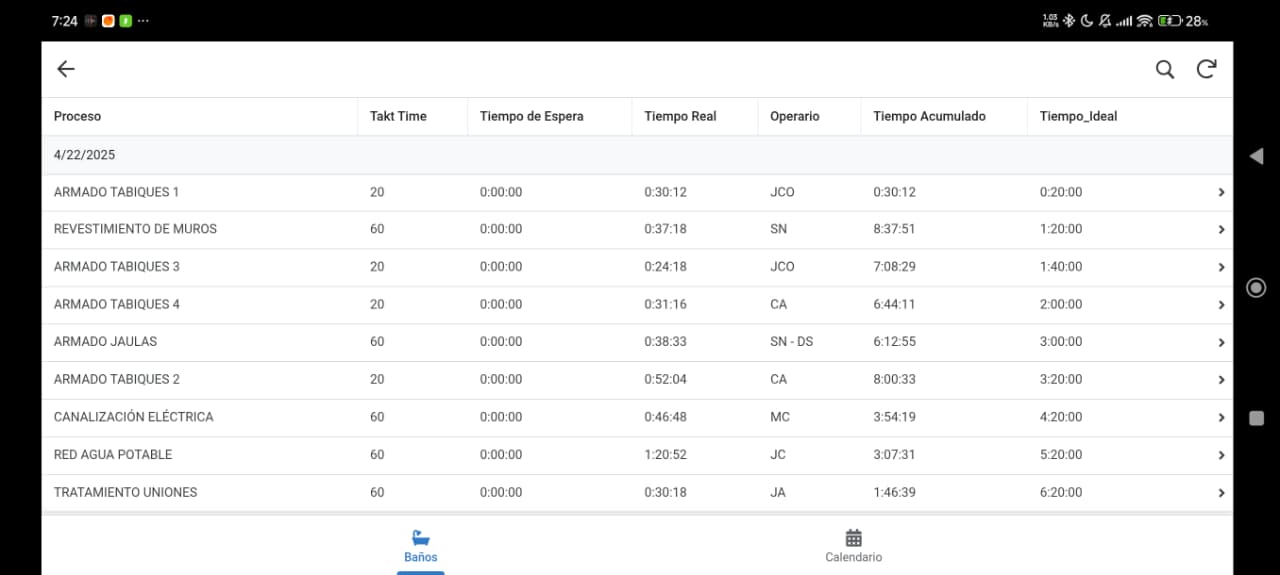 7:24 ··· 1.03 KB/s 28%
Proceso Takt Time Tiempo de Espera Tiempo Real Operario Tiempo Acumulado Tiempo_Ideal
4/22/2025
ARMADO TABIQUES 1 20 0:00:00 0:30:12 JCO 0:30:12 0:20:00
REVESTIMIENTO DE MUROS 60 0:00:00 0:37:18 SN 8:37:51 1:20:00
ARMADO TABIQUES 3 20 0:00:00 0:24:18 JCO 7:08:29 1:40:00
ARMADO TABIQUES 4 20 0:00:00 0:31:16 CA 6:44:11 2:00:00
ARMADO JAULAS 60 0:00:00 0:38:33 SN - DS 6:12:55 3:00:00
ARMADO TABIQUES 2 20 0:00:00 0:52:04 CA 8:00:33 3:20:00
CANALIZACIÓN ELÉCTRICA 60 0:00:00 0:46:48 MC 3:54:19 4:20:00
RED AGUA POTABLE 60 0:00:00 1:20:52 JC 3:07:31 5:20:00
TRATAMIENTO UNIONES 60 0:00:00 0:30:18 JA 1:46:39 6:20:00
Baños Calendario